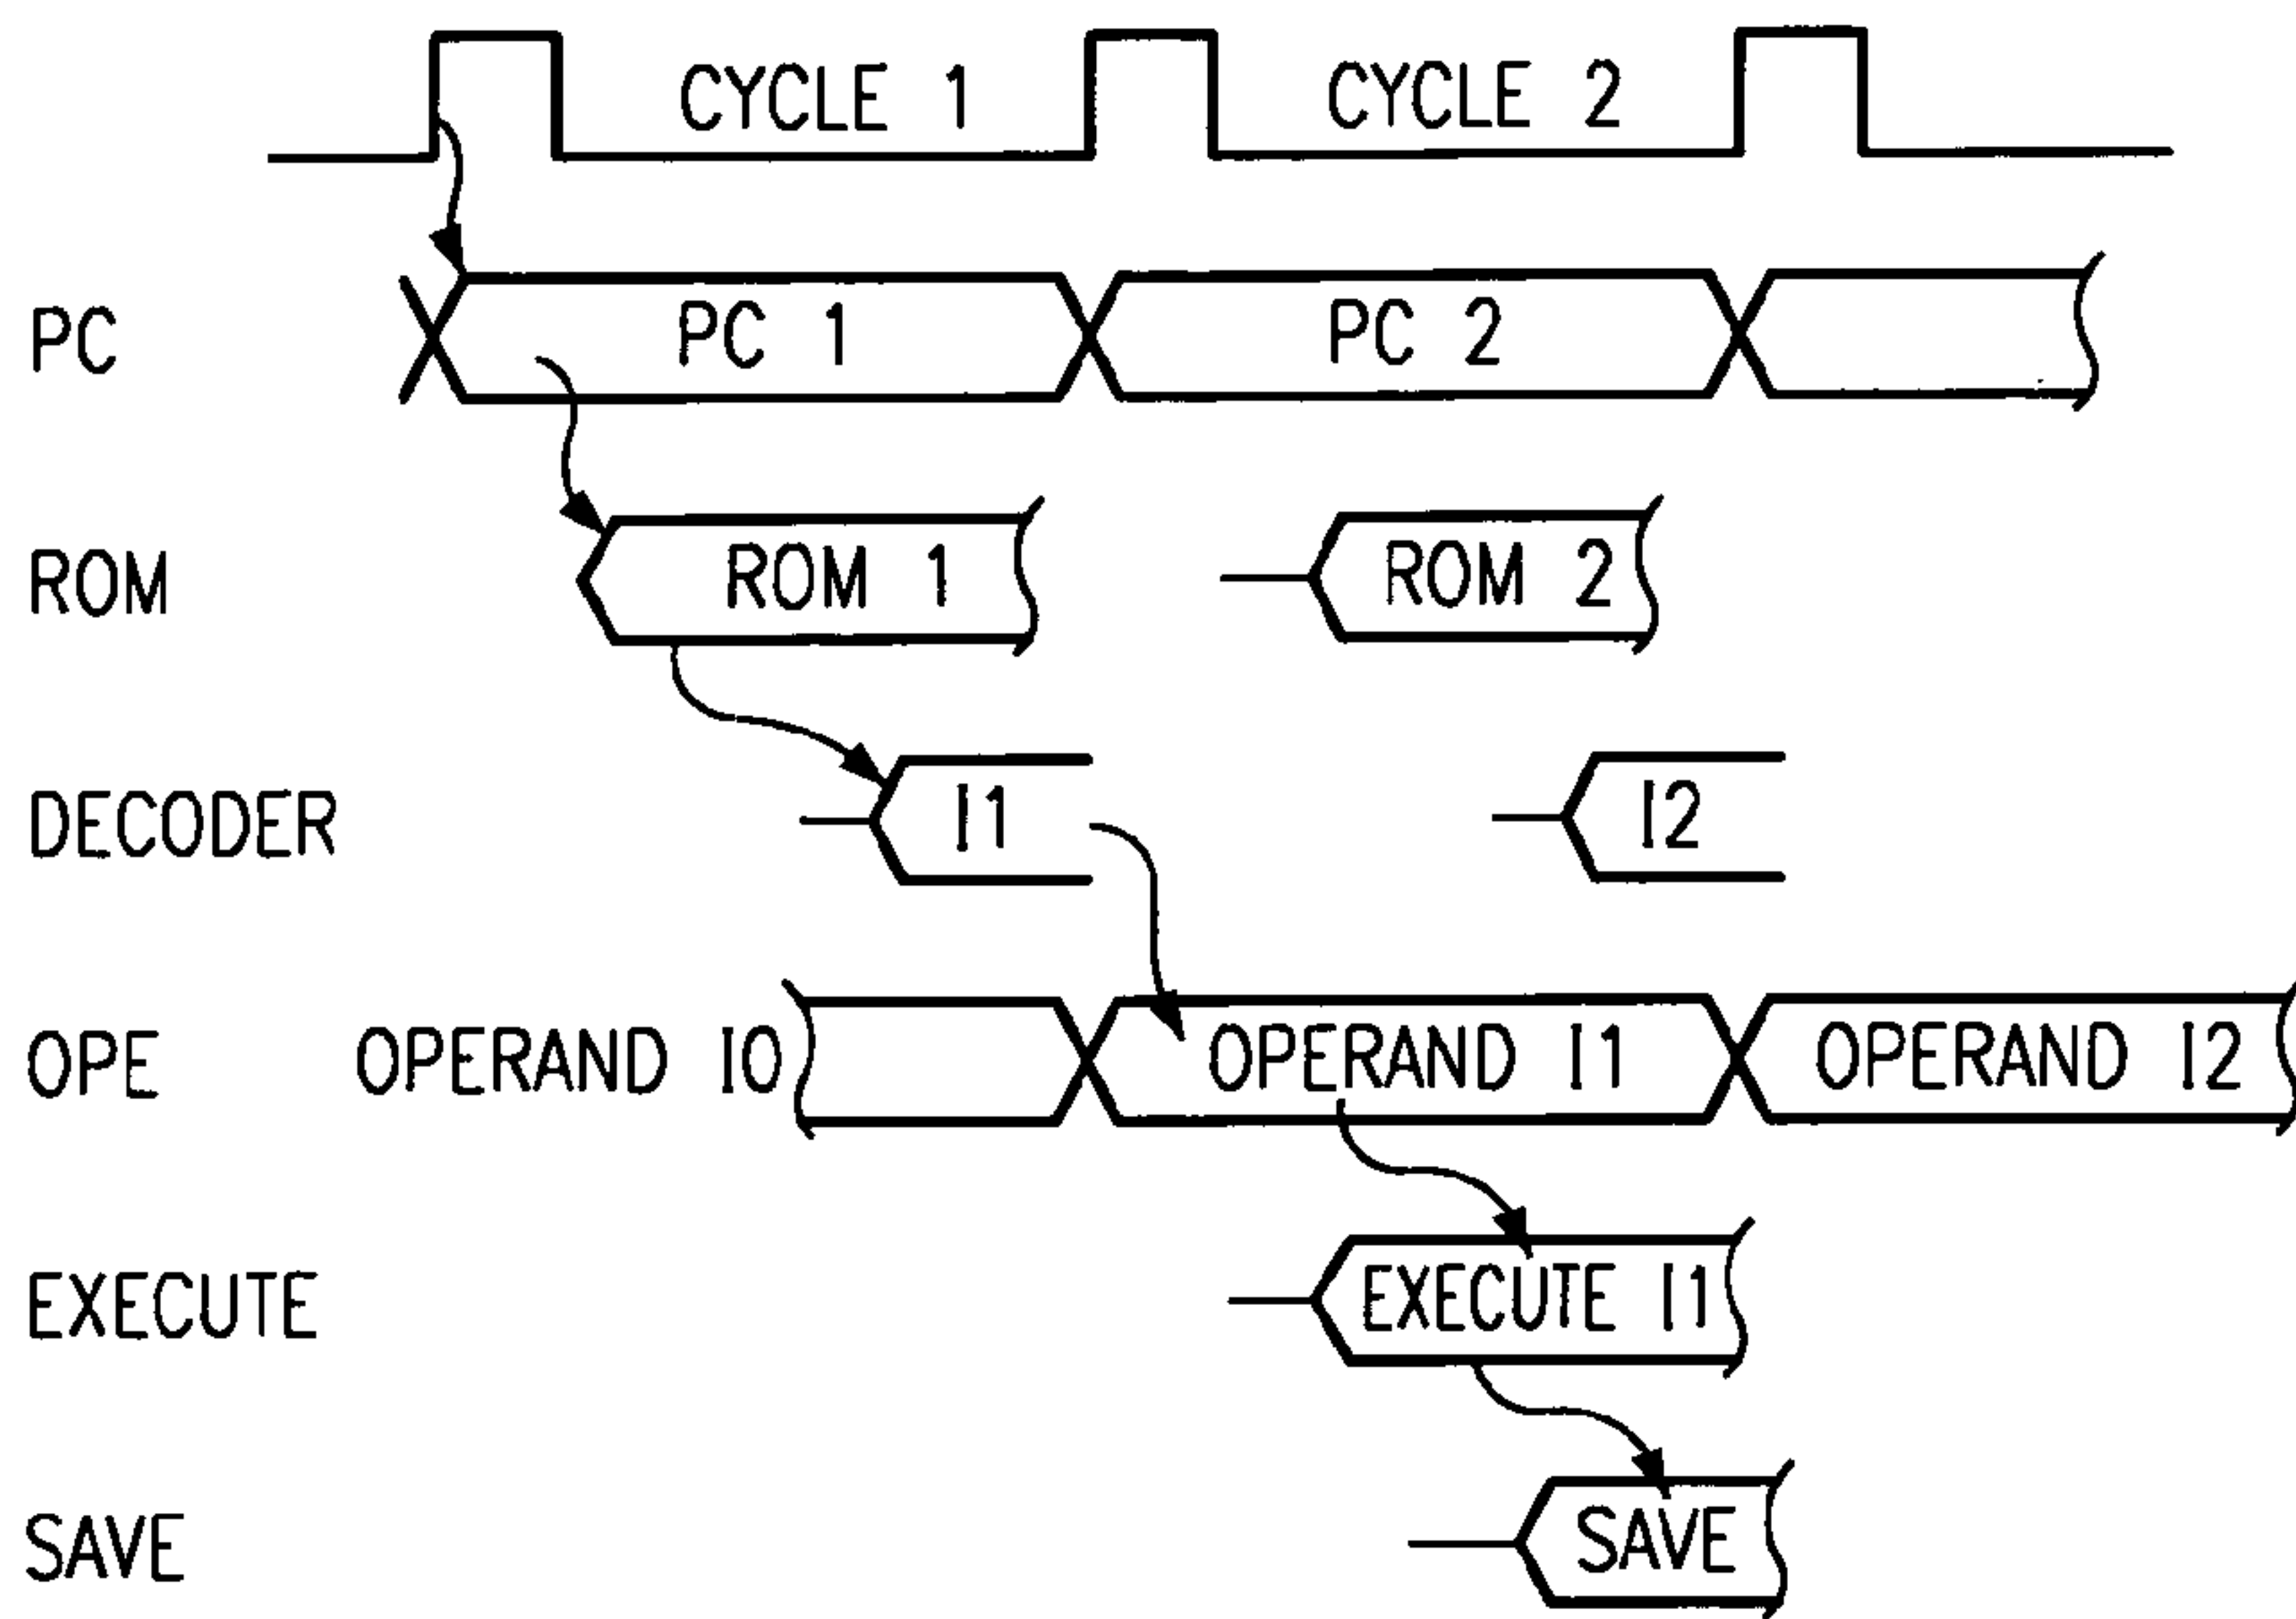 CYCLE 1 CYCLE 2
PC PC 1 PC 2
ROM ROM 1 ROM 2
DECODER I1 I2
OPE OPERAND I0 OPERAND I1 OPERAND I2
EXECUTE EXECUTE I1
SAVE SAVE